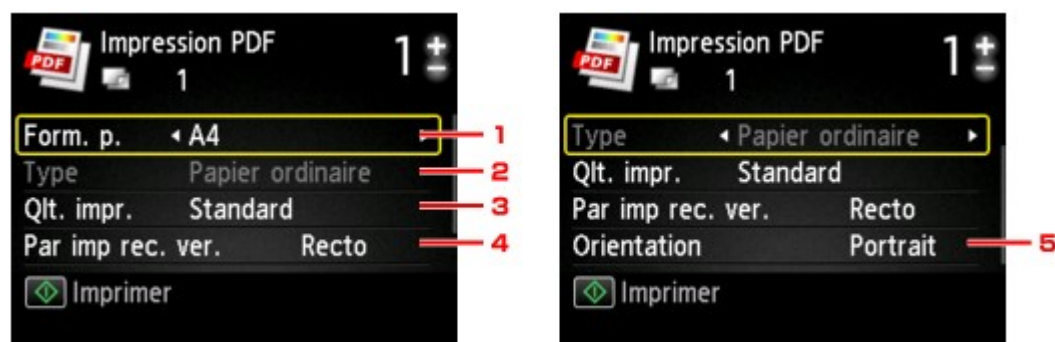 Impression PDF
PDF
1
1 + -
Form. p. A4
1
Type Papier ordinaire
2
Qlt. impr. Standard
3
Par imp rec. ver. Recto
4
Imprimer
Impression PDF
PDF
1
1 + -
Type Papier ordinaire
Qlt. impr. Standard
Par imp rec. ver. Recto
Orientation Portrait
5
Imprimer